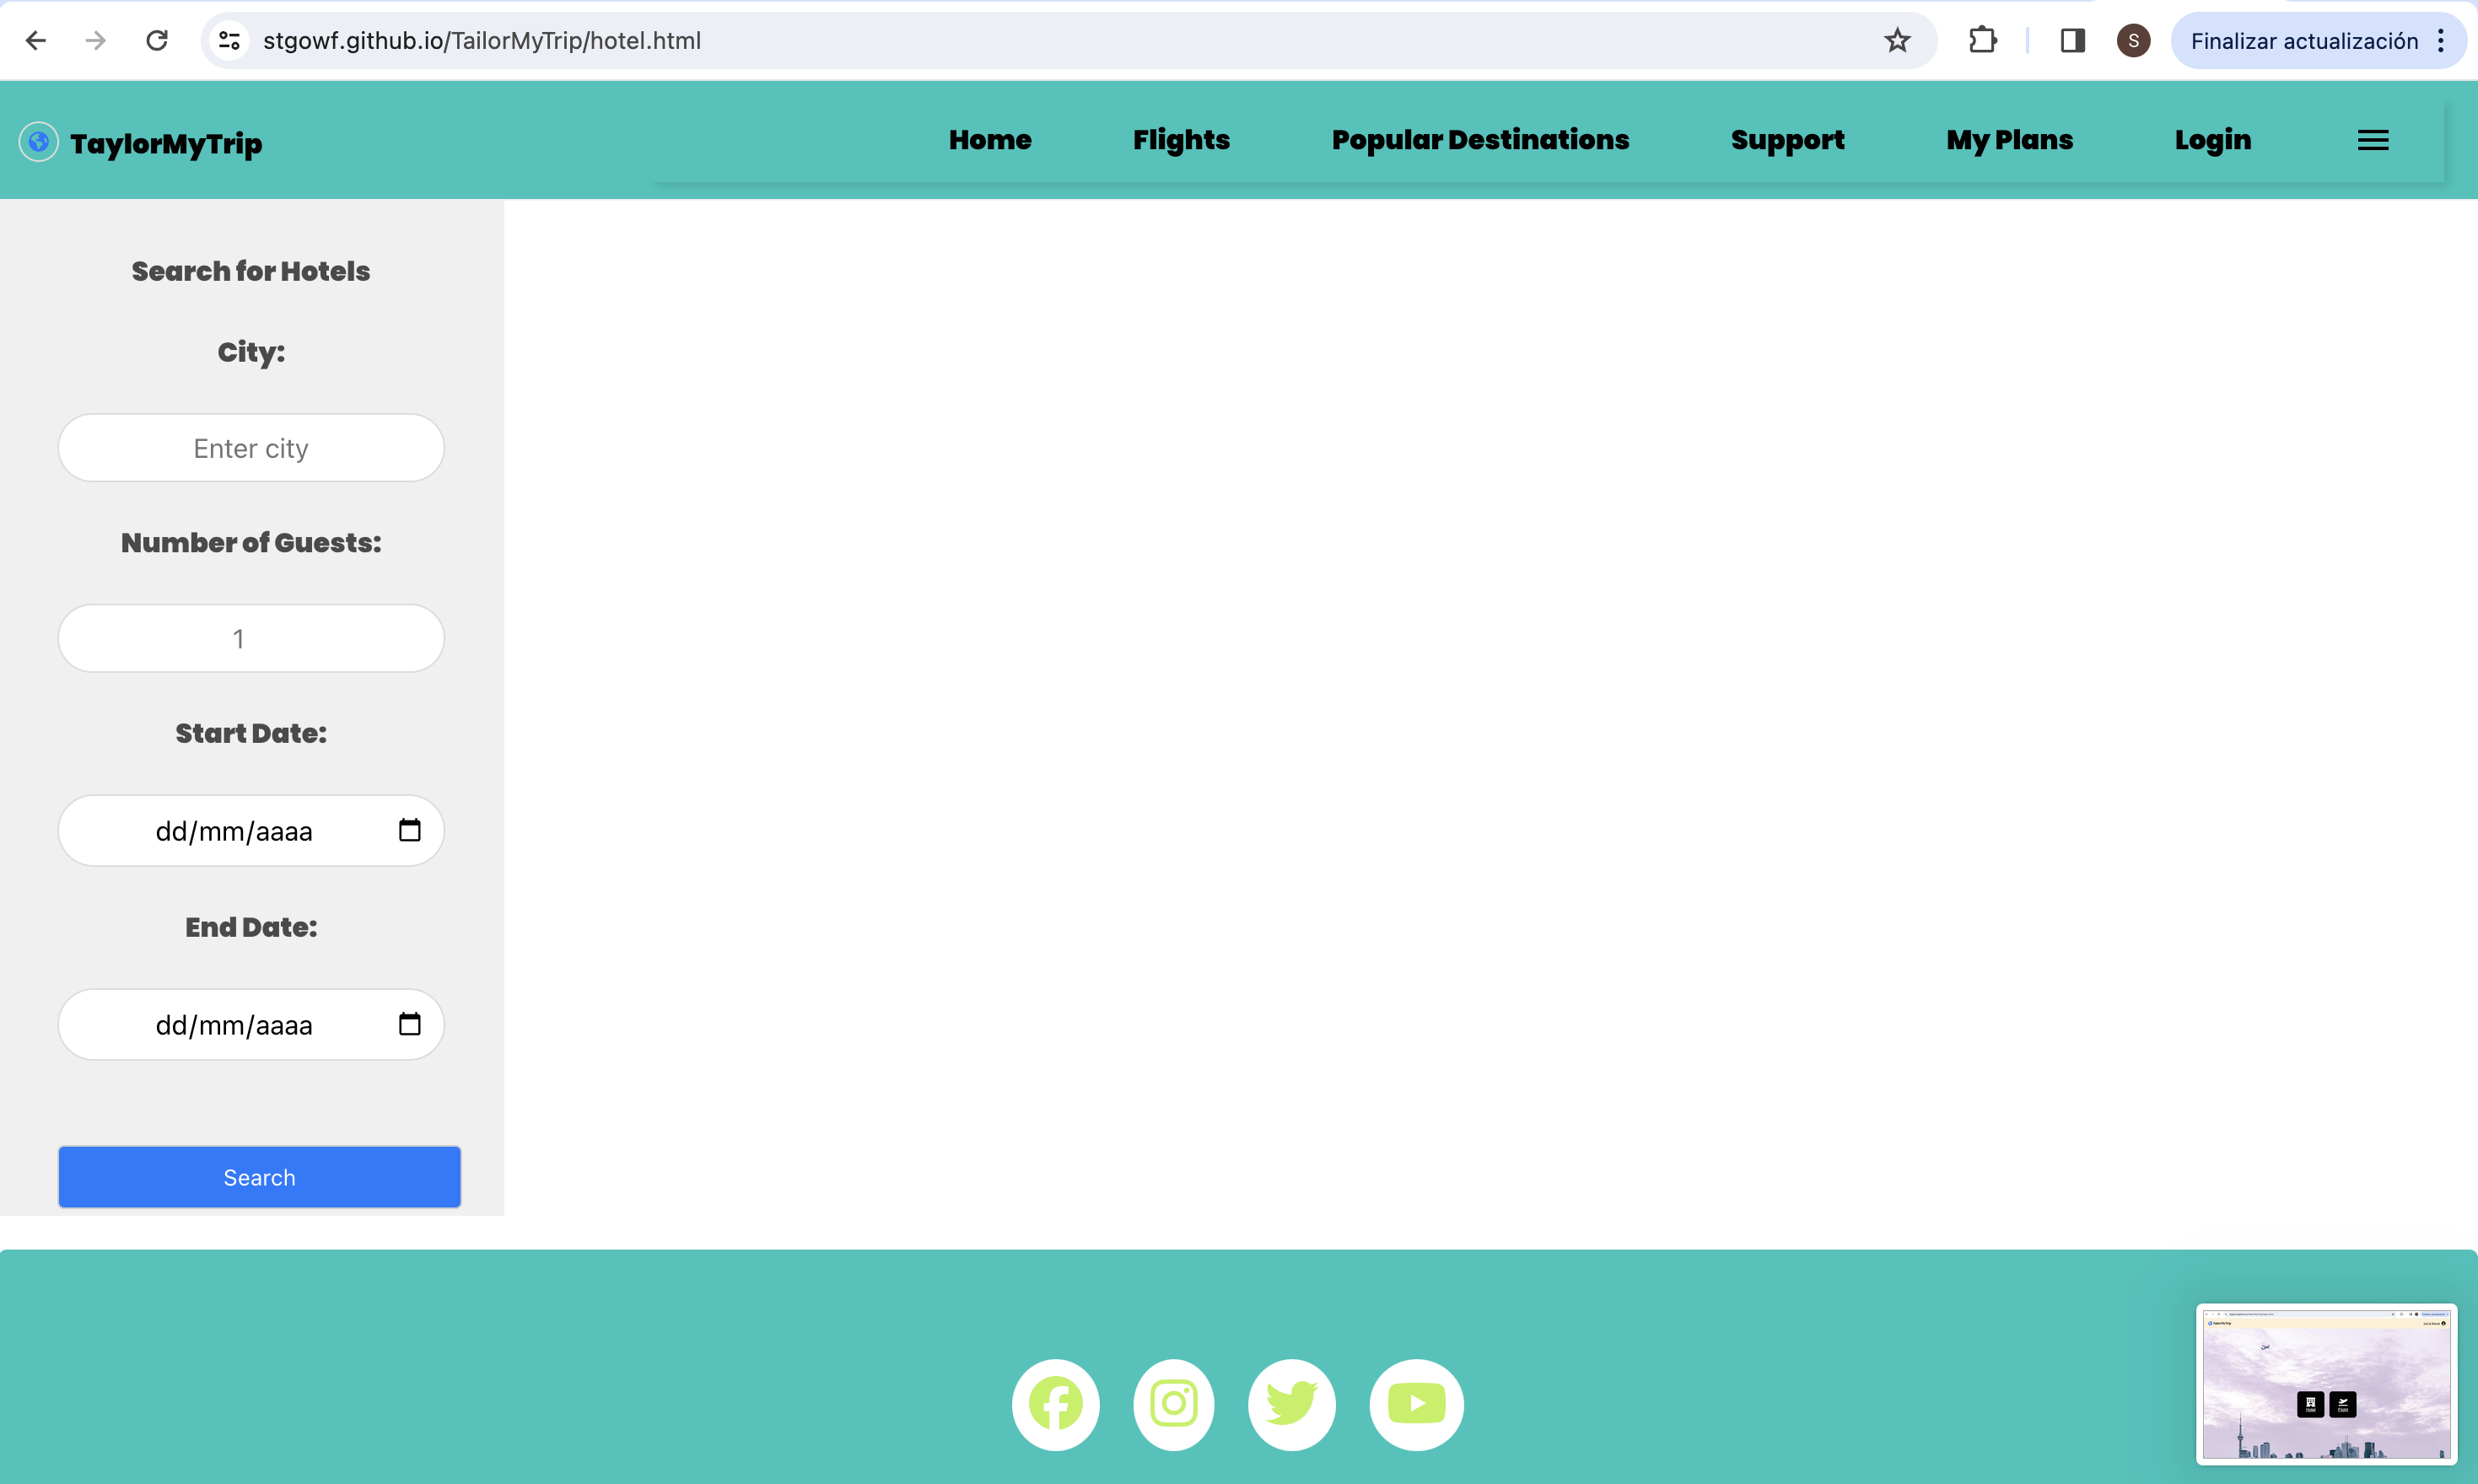 stgowf.github.io/TailorMyTrip/hotel.html
S
Finalizar actualización
TaylorMyTrip
Home
Flights
Popular Destinations
Support
My Plans
Login
Search for Hotels
City:
Enter city
Number of Guests:
1
Start Date:
dd/mm/aaaa
End Date:
dd/mm/aaaa
Search